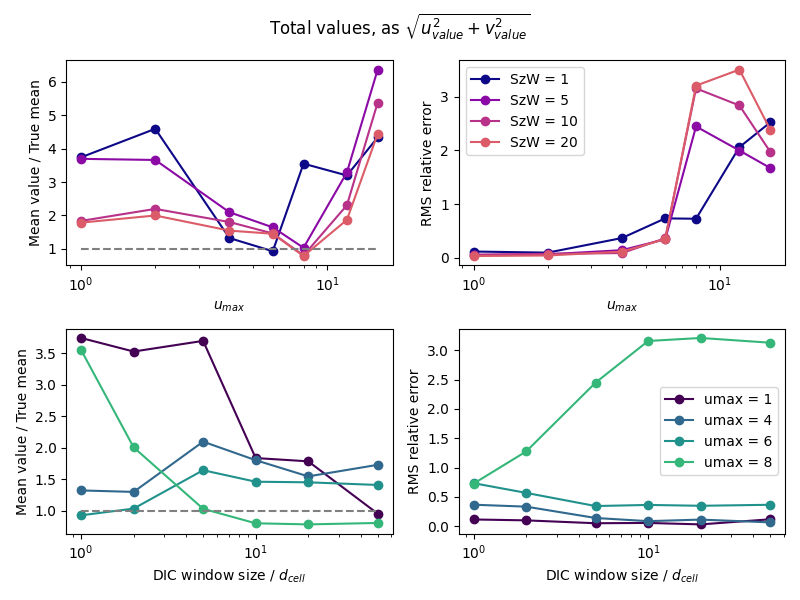 Total values, as √(u²_value + v²_value)
Mean value / True mean
6
5
4
3
2
1
10⁰
10¹
u_max
RMS relative error
3
2
1
0
SzW = 1
SzW = 5
SzW = 10
SzW = 20
10⁰
10¹
u_max
Mean value / True mean
3.5
3.0
2.5
2.0
1.5
1.0
10⁰
10¹
DIC window size / d_cell
RMS relative error
3.0
2.5
2.0
1.5
1.0
0.5
0.0
umax = 1
umax = 4
umax = 6
umax = 8
10⁰
10¹
DIC window size / d_cell